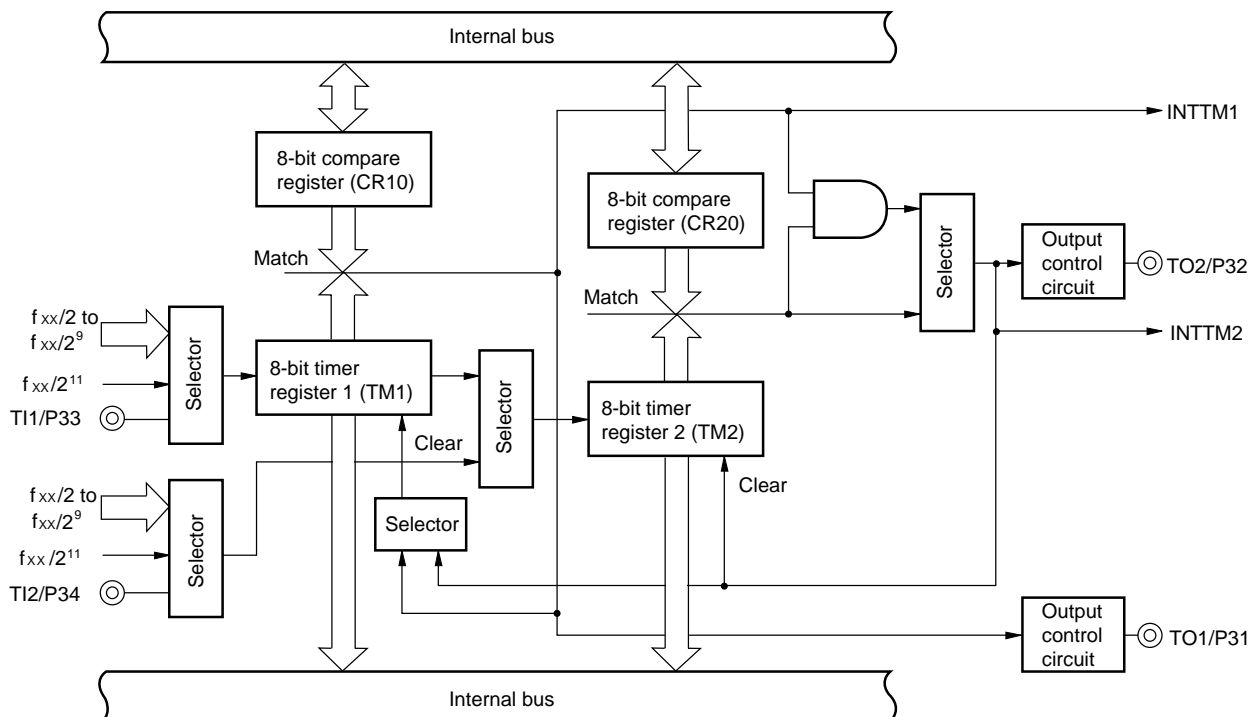 Internal bus
INTTM1
8-bit compare
register (CR10)
8-bit compare
register (CR20)
Selector
Output
control
circuit
TO2/P32
Match
Match
INTTM2
fXX/2 to
fXX/2⁹
fXX/2¹¹
TI1/P33
Selector
8-bit timer
register 1 (TM1)
Selector
8-bit timer
register 2 (TM2)
Clear
Clear
fXX/2 to
fXX/2⁹
fXX/2¹¹
TI2/P34
Selector
Selector
Output
control
circuit
TO1/P31
Internal bus